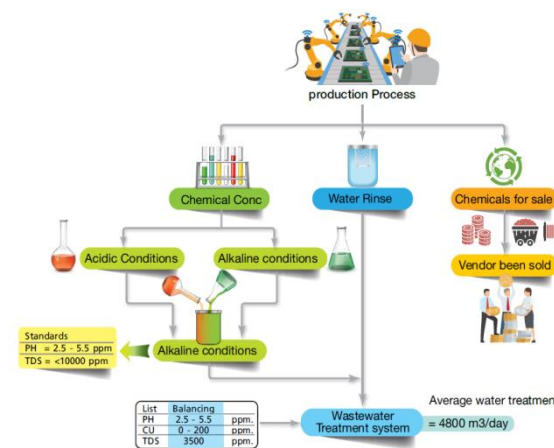 production Process
Chemical Conc
Water Rinse
Chemicals for sale
Acidic Conditions
Alkaline conditions
Vendor been sold
Standards
PH = 2.5 - 5.5 ppm
TDS = <10000 ppm
Alkaline conditions
List Balancing
PH 2.5 - 5.5 ppm.
CU 0 - 200 ppm.
TDS 3500 ppm.
Wastewater
Treatment system
Average water treatment
= 4800 m3/day